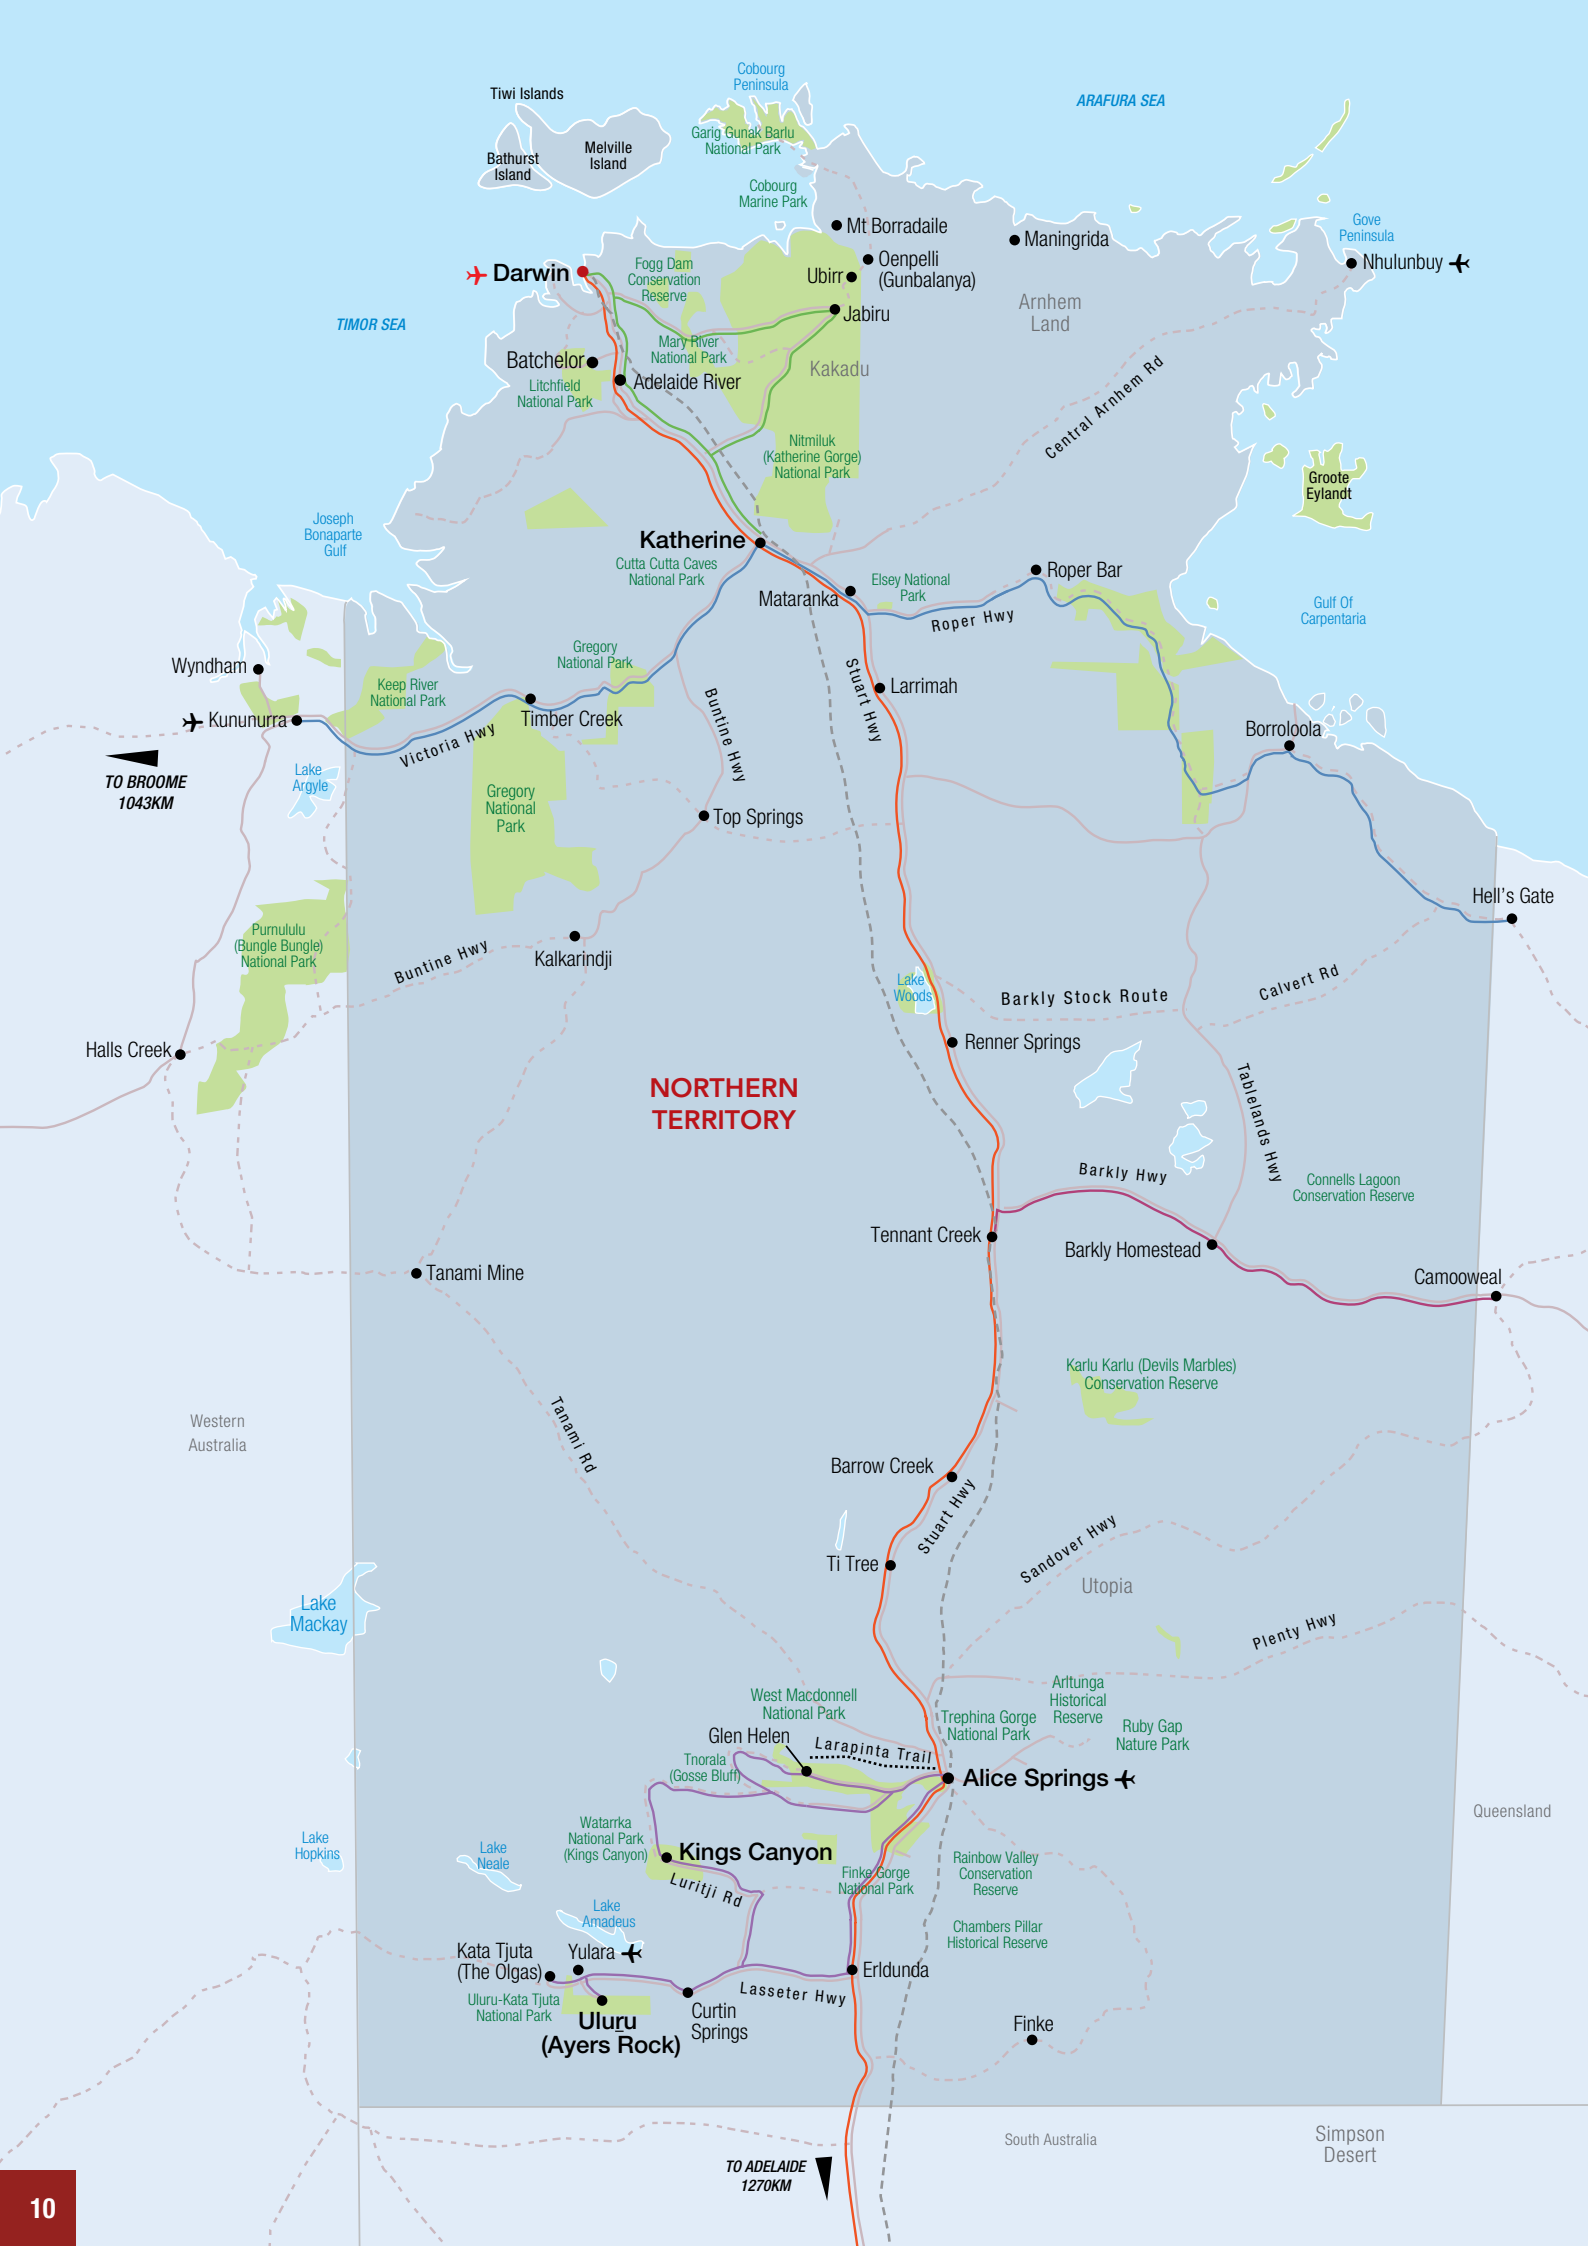 Cobourg
Peninsula
Tiwi Islands
ARAFURA SEA
Garig Gunak Barlu
National Park
Melville
Island
Bathurst
Island
Cobourg
Marine Park
Mt Borradaile
Maningrida
Gove
Peninsula
Nhulunbuy
Darwin
Fogg Dam
Conservation
Reserve
Oenpelli
(Gunbalanya)
Ubirr
Arnhem
Land
Jabiru
TIMOR SEA
Mary River
National Park
Batchelor
Kakadu
Adelaide River
Litchfield
National Park
Central Arnhem Rd
Nitmiluk
(Katherine Gorge)
National Park
Groote
Eylandt
Joseph
Bonaparte
Gulf
Katherine
Cutta Cutta Caves
National Park
Elsey National
Park
Roper Bar
Mataranka
Roper Hwy
Gulf Of
Carpentaria
Gregory
National Park
Wyndham
Keep River
National Park
Stuart Hwy
Larrimah
Kununurra
Timber Creek
Buntine Hwy
Borroloola
Victoria Hwy
TO BROOME
1043KM
Lake
Argyle
Gregory
National
Park
Top Springs
Hell's Gate
Purnululu
(Bungle Bungle)
National Park
Buntine Hwy
Kalkarindji
Lake
Woods
Barkly Stock Route
Calvert Rd
Halls Creek
Renner Springs
NORTHERN
TERRITORY
Tablelands Hwy
Barkly Hwy
Connells Lagoon
Conservation Reserve
Tennant Creek
Barkly Homestead
Tanami Mine
Camooweal
Karlu Karlu (Devils Marbles)
Conservation Reserve
Western
Australia
Tanami Rd
Barrow Creek
Stuart Hwy
Ti Tree
Sandover Hwy
Utopia
Lake
Mackay
Plenty Hwy
West Macdonnell
National Park
Arltunga
Historical
Reserve
Trephina Gorge
National Park
Ruby Gap
Nature Park
Glen Helen
Larapinta Trail
Tnorala
(Gosse Bluff)
Alice Springs
Queensland
Watarrka
National Park
(Kings Canyon)
Kings Canyon
Lake
Hopkins
Lake
Neale
Luritji Rd
Finke Gorge
National Park
Rainbow Valley
Conservation
Reserve
Lake
Amadeus
Chambers Pillar
Historical Reserve
Kata Tjuta
(The Olgas)
Yulara
Erldunda
Lasseter Hwy
Uluru-Kata Tjuta
National Park
Curtin
Springs
Uluṟu
(Ayers Rock)
Finke
South Australia
Simpson
Desert
TO ADELAIDE
1270KM
10